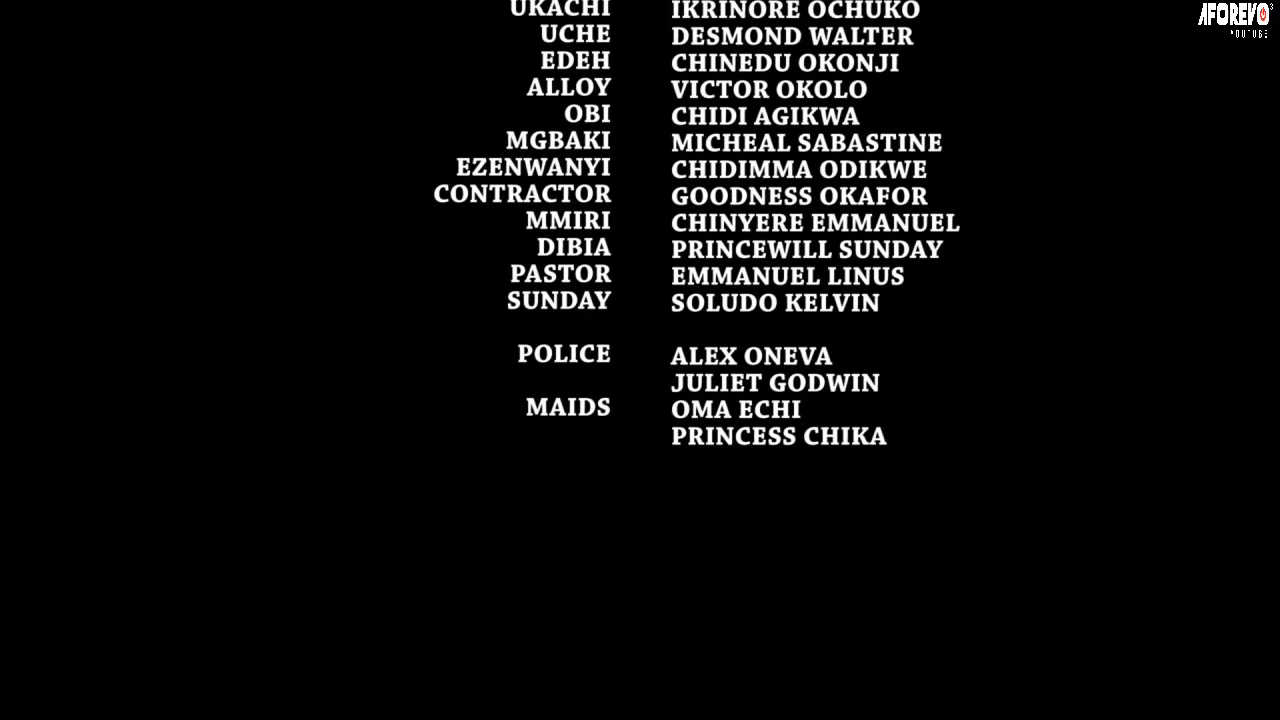 AFOREVO
YOUTUBE
UKACHI IKRINORE OCHUKO
UCHE DESMOND WALTER
EDEH CHINEDU OKONJI
ALLOY VICTOR OKOLO
OBI CHIDI AGIKWA
MGBAKI MICHEAL SABASTINE
EZENWANYI CHIDIMMA ODIKWE
CONTRACTOR GOODNESS OKAFOR
MMIRI CHINYERE EMMANUEL
DIBIA PRINCEWILL SUNDAY
PASTOR EMMANUEL LINUS
SUNDAY SOLUDO KELVIN
POLICE ALEX ONEVA
JULIET GODWIN
MAIDS OMA ECHI
PRINCESS CHIKA